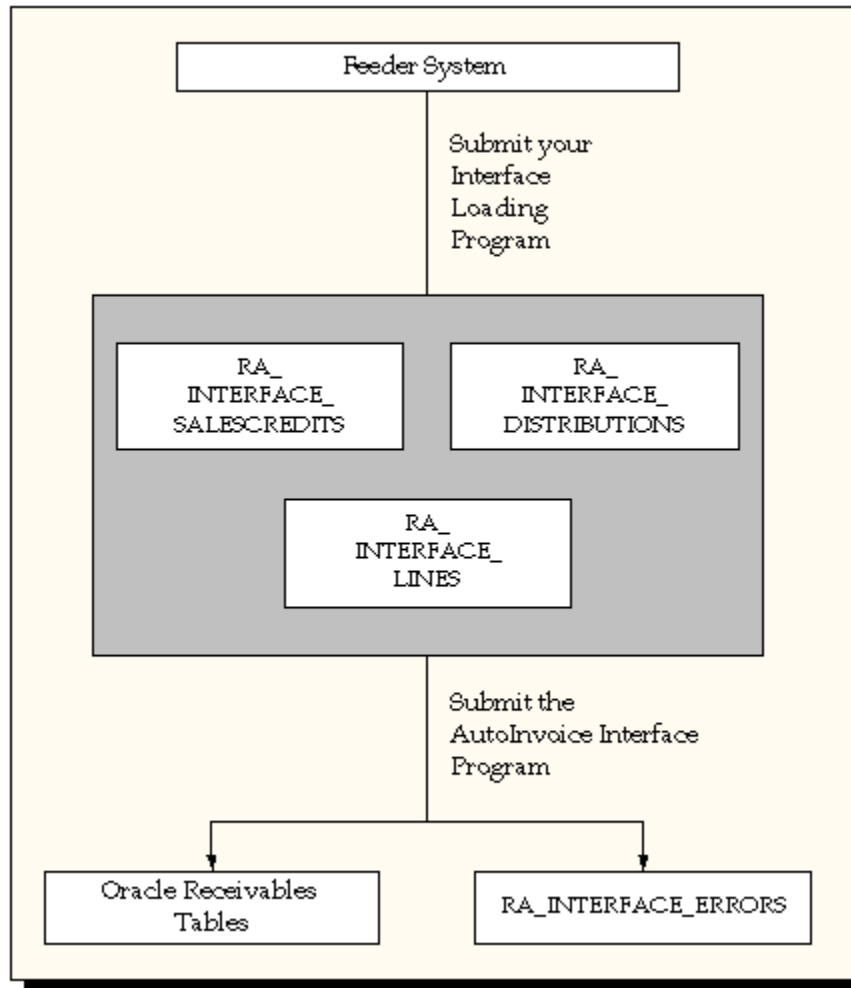 Feeder System
Submit your
Interface
Loading
Program
RA_
INTERFACE_
SALESCREDITS
RA_
INTERFACE_
DISTRIBUTIONS
RA_
INTERFACE_
LINES
Submit the
AutoInvoice Interface
Program
Oracle Receivables
Tables
RA_INTERFACE_ERRORS